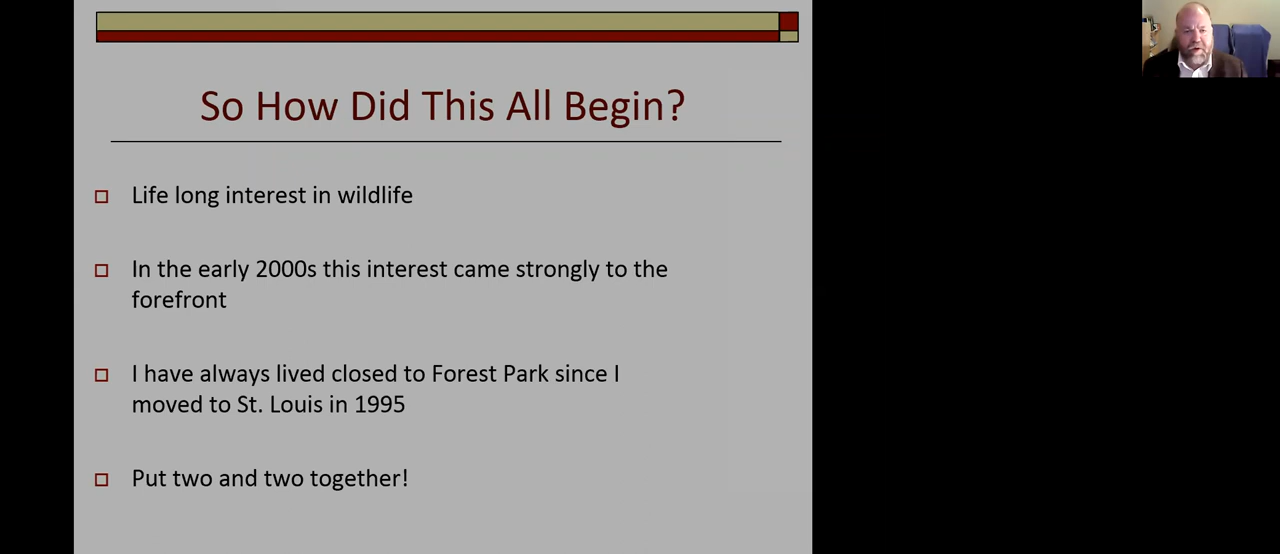 So How Did This All Begin?
Life long interest in wildlife
In the early 2000s this interest came strongly to the
forefront
I have always lived closed to Forest Park since I
moved to St. Louis in 1995
Put two and two together!